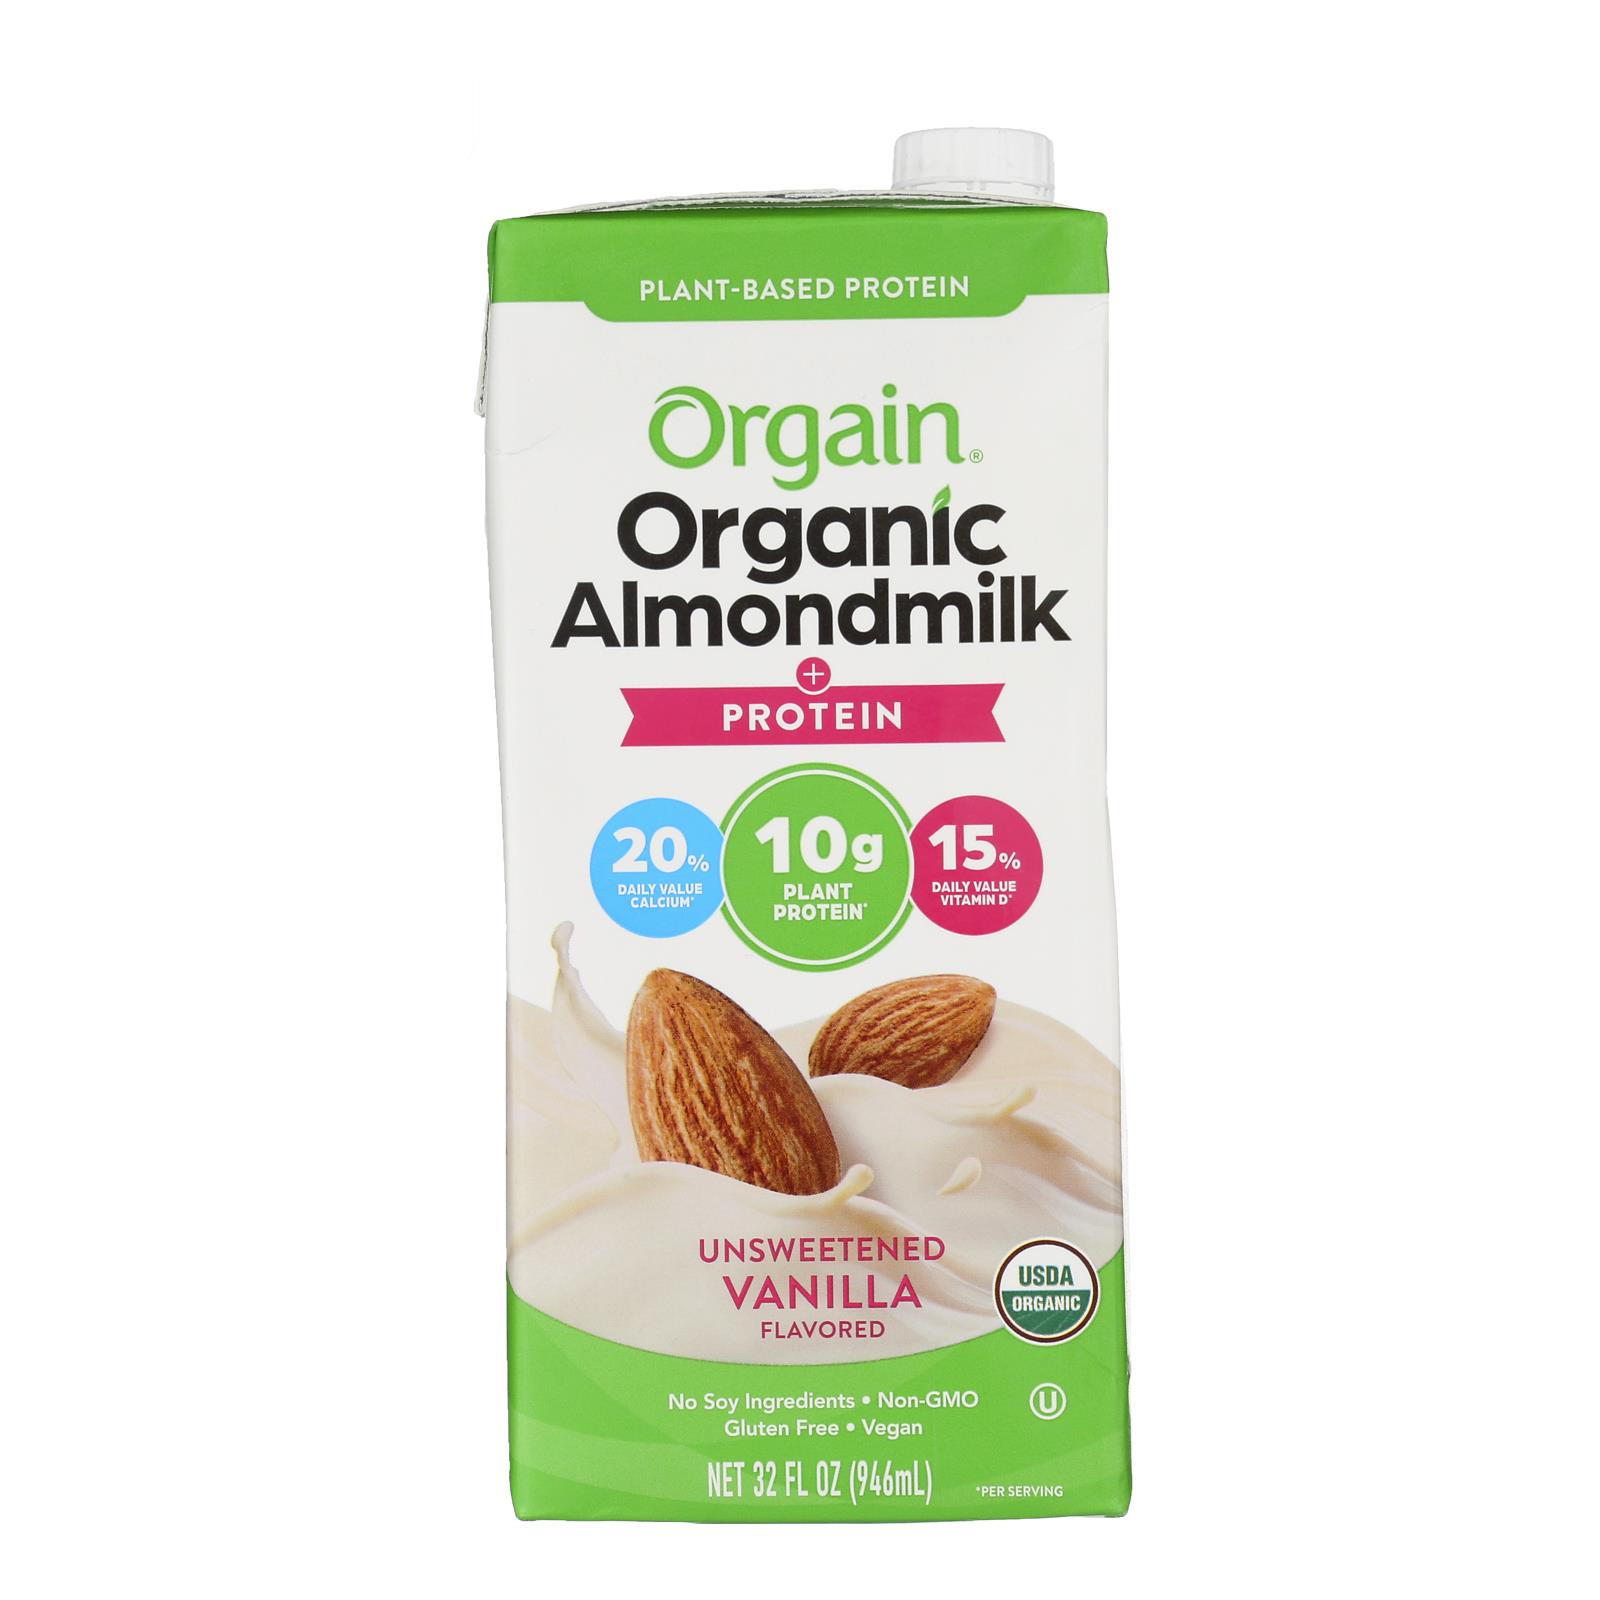 PLANT-BASED PROTEIN
Orgain®
Organic
Almondmilk
+
PROTEIN
20%
DAILY VALUE
CALCIUM*
10g
PLANT
PROTEIN*
15%
DAILY VALUE
VITAMIN D*
UNSWEETENED
VANILLA
FLAVORED
USDA
ORGANIC
No Soy Ingredients • Non-GMO
Gluten Free • Vegan
U
NET 32 FL OZ (946mL)
*PER SERVING